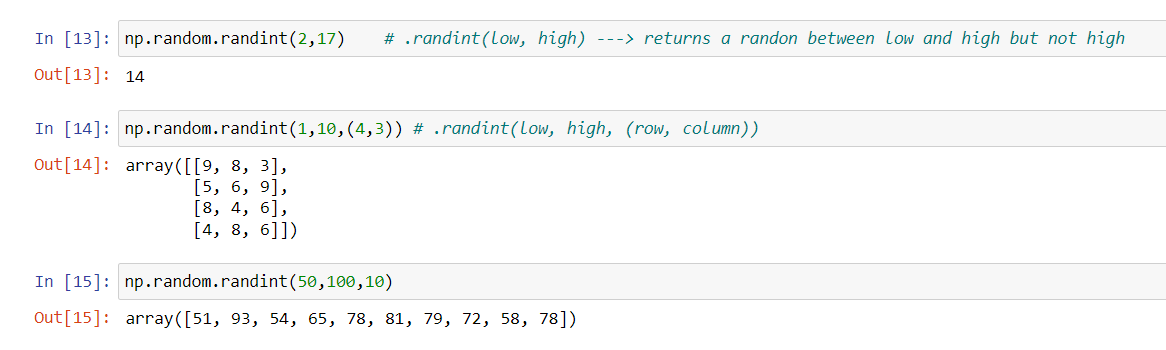 In [13]: np.random.randint(2,17)    # .randint(low, high) ---> returns a randon between low and high but not high
Out[13]: 14
In [14]: np.random.randint(1,10,(4,3)) # .randint(low, high, (row, column))
Out[14]: array([[9, 8, 3],
       [5, 6, 9],
       [8, 4, 6],
       [4, 8, 6]])
In [15]: np.random.randint(50,100,10)
Out[15]: array([51, 93, 54, 65, 78, 81, 79, 72, 58, 78])